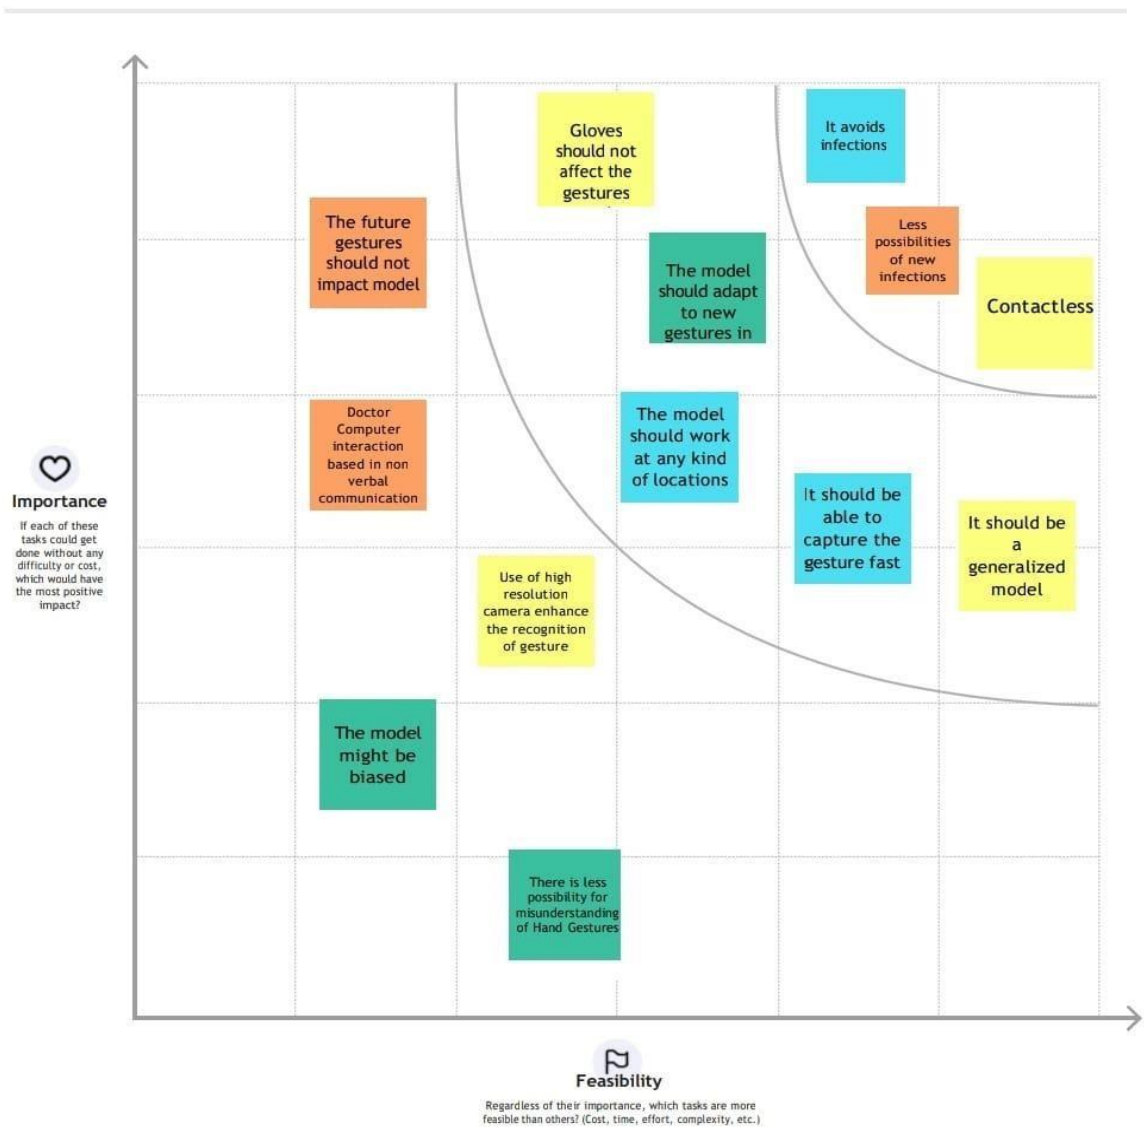 Gloves
should not
affect the
gestures
It avoids
infections
The future
gestures
should not
impact model
Less
possibilities
of new
infections
The model
should adapt
to new
gestures in
Contactless
Doctor
Computer
interaction
based in non
verbal
communication
The model
should work
at any kind
of locations
It should be
able to
capture the
gesture fast
It should be
a
generalized
model
Importance
If each of these
tasks could get
done without any
difficulty or cost,
which would have
the most positive
impact?
Use of high
resolution
camera enhance
the recognition
of gesture
The model
might be
biased
There is less
possibility for
misunderstanding
of Hand Gestures
Feasibility
Regardless of their importance, which tasks are more
feasible than others? (Cost, time, effort, complexity, etc.)